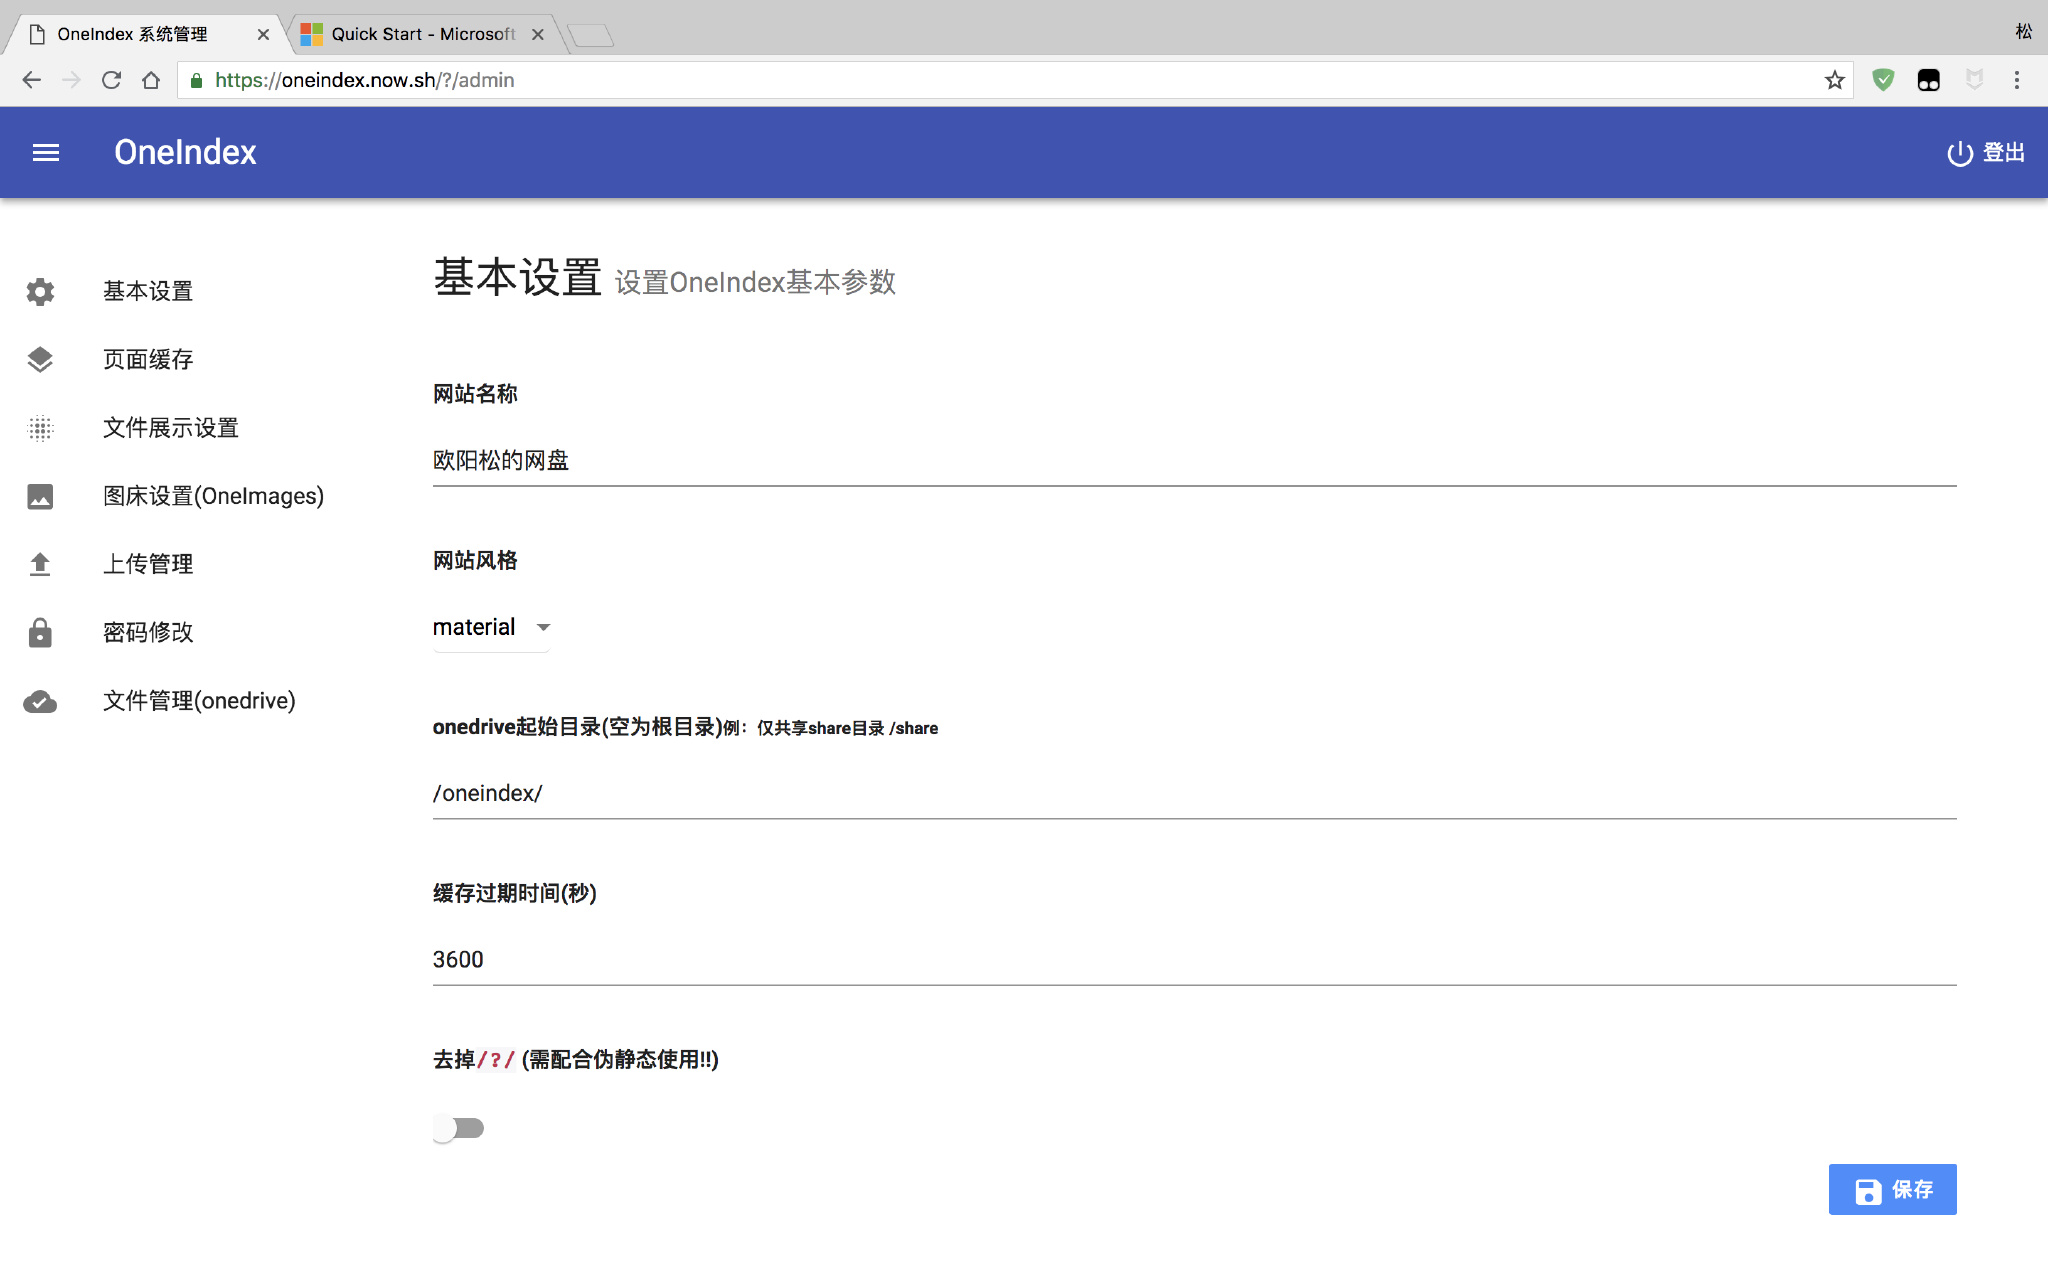 OneIndex 系统管理
Quick Start - Microsoft
松
https://oneindex.now.sh/?/admin
OneIndex
登出
基本设置
页面缓存
文件展示设置
图床设置(OneImages)
上传管理
密码修改
文件管理(onedrive)
基本设置 设置OneIndex基本参数
网站名称
欧阳松的网盘
网站风格
material
onedrive起始目录(空为根目录)例：仅共享share目录 /share
/oneindex/
缓存过期时间(秒)
3600
去掉/?/ (需配合伪静态使用!!)
保存